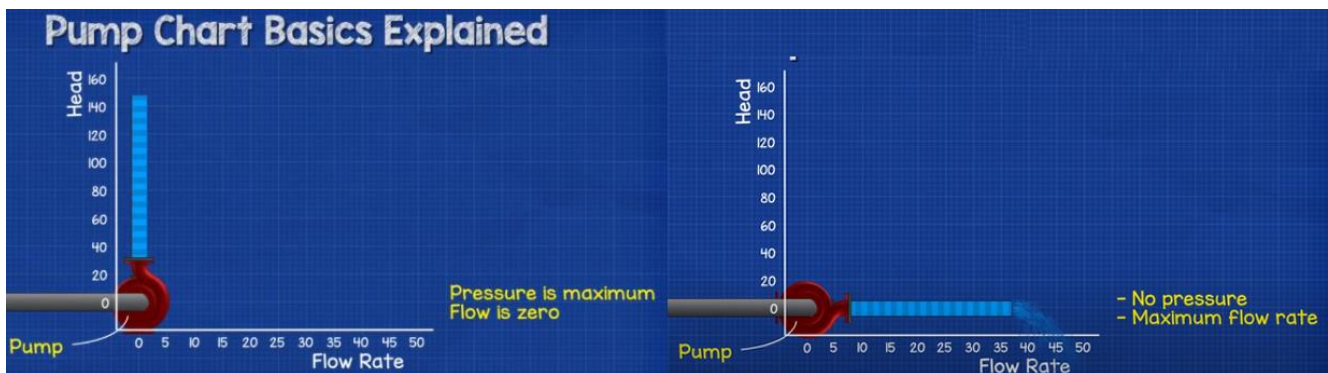 Pump Chart Basics Explained
Head
160
140
120
100
80
60
40
20
0
Pump
0 5 10 15 20 25 30 35 40 45 50
Flow Rate
Pressure is maximum
Flow is zero
Head
160
140
120
100
80
60
40
20
0
Pump
0 5 10 15 20 25 30 35 40 45 50
Flow Rate
- No pressure
- Maximum flow rate